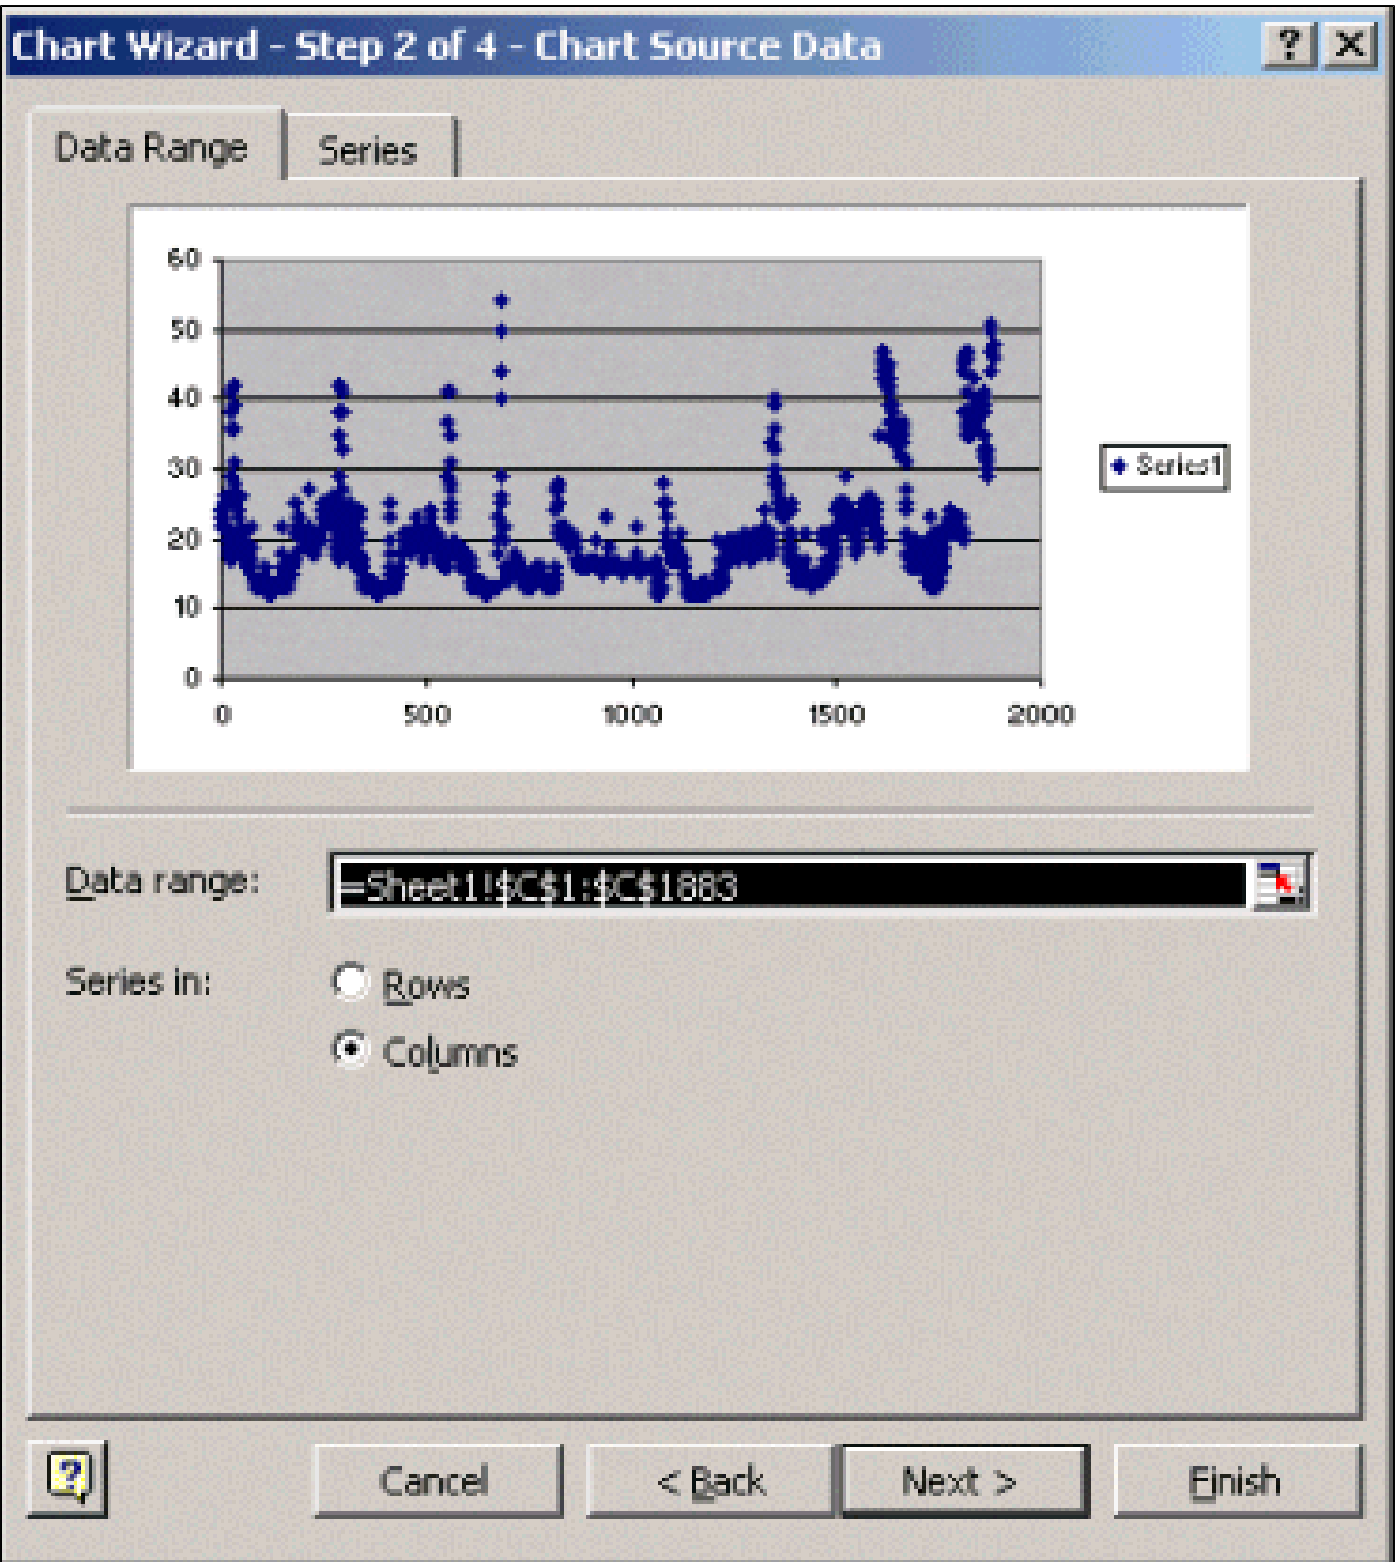 Chart Wizard - Step 2 of 4 - Chart Source Data
Data Range Series
60
50
40
30
20
10
0
0 500 1000 1500 2000
Series1
Data range: =Sheet1!$C$1:$C$1883
Series in: Rows
Columns
Cancel < Back Next > Finish